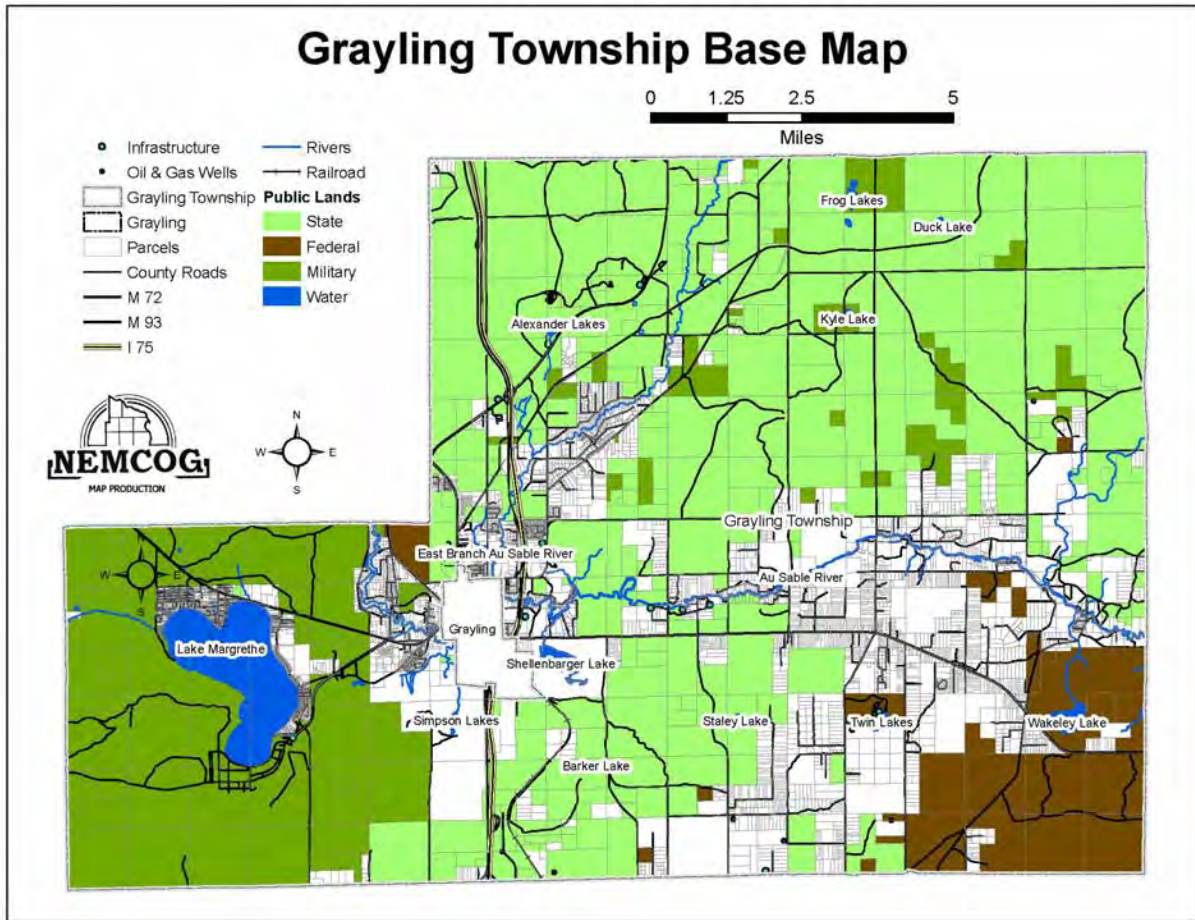 Grayling Township Base Map
0 1.25 2.5 5
Miles
Infrastructure
Oil & Gas Wells
Grayling Township
Grayling
Parcels
County Roads
M 72
M 93
I 75
Rivers
Railroad
Public Lands
State
Federal
Military
Water
NEMCOG
MAP PRODUCTION
N
W E
S
Frog Lakes
Duck Lake
Alexander Lakes
Kyle Lake
Grayling Township
East Branch Au Sable River
Au Sable River
W E
S
Grayling
Lake Margrethe
Shellenbarger Lake
Simpson Lakes
Staley Lake
Twin Lakes
Wakeley Lake
Barker Lake